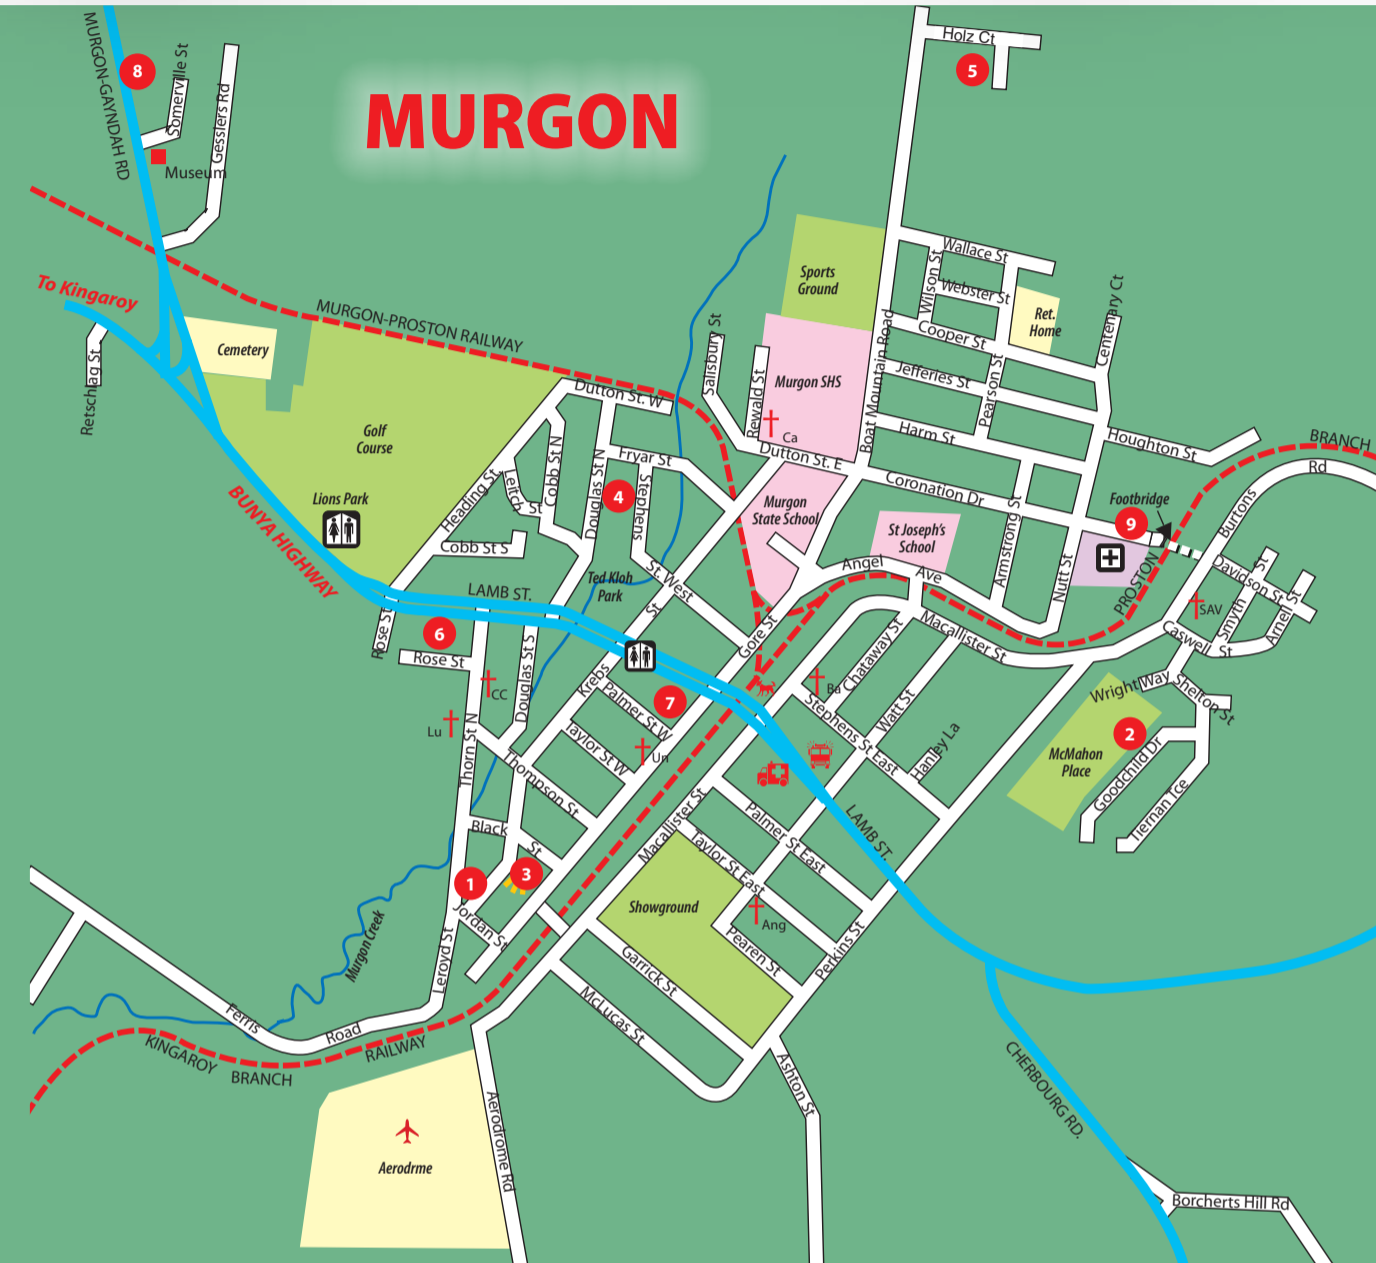 MURGON
MURGON-GAYNDAH RD
8
Somerville St
Gesslers Rd
Museum
Holz Ct
5
To Kingaroy
MURGON-PROSTON RAILWAY
Cemetery
Retschlag St
Golf
Course
Lions Park
BUNYA HIGHWAY
Sports
Ground
Wallace St
Wilson St
Webster St
Ret.
Home
Centenary Ct
Cooper St
Boat Mountain Road
Jefferies St
Pearson St
Harm St
Houghton St
BRANCH
Rd
Burtons
Salisbury St
Rewald St
Murgon SHS
Ca
Dutton St. W
Dutton St. E
Coronation Dr
Fryar St
Heading St
Leitch St
Cobb St N
Douglas St N
4
Stephens
St. West
Cobb St S
Murgon
State School
St Joseph's
School
Armstrong St
Nutt St
Footbridge
9
PROSTON
Davidson St
Smyth St
Arnell St
SAV
Caswell St
Angel Ave
Macallister St
Ted Kloh
Park
LAMB ST.
Rose St
6
Rose St
CC
Lu
Thorn St N
Douglas St S
Krebs St
Gore St
7
Palmer St W
Un
Taylor St W
Thompson St
Ba
Chataway St
Stephens St East
Watt St
Hanley La
Wright Way
Shelton St
2
McMahon
Place
Goodchild Dr
Tiernan Tce
LAMB ST.
Black St
1
3
Jordan St
Leroyd St
Macallister St
Palmer St East
Taylor St East
Showground
Ang
Pearen St
Perkins St
Garrick St
McLucas St
Murgon Creek
Ferris Road
KINGAROY BRANCH RAILWAY
Aerodrme
Aerodrome Rd
Ashton St
CHERBOURG RD.
Borcherts Hill Rd